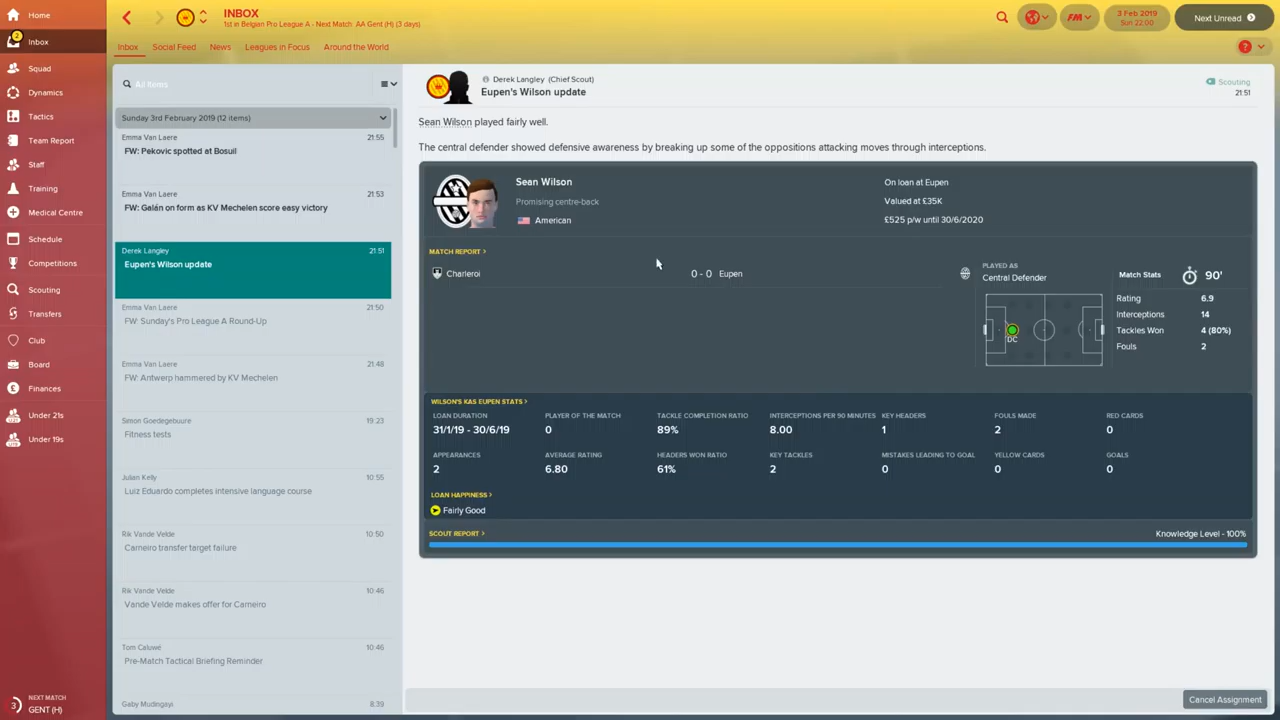 Home
2
Inbox
Squad
Dynamics
Tactics
Team Report
Staff
Training
Medical Centre
Schedule
Competitions
Scouting
Transfers
Club
Board
Finances
Under 21s
Under 19s
3
NEXT MATCH
GENT (H)
INBOX
1st in Belgian Pro League A - Next Match: AA Gent (H) (3 days)
FM
3 Feb 2019
Sun 22:00
Next Unread
Inbox
Social Feed
News
Leagues in Focus
Around the World
?
All Items
Sunday 3rd February 2019 (12 items)
Emma Van Laere 21:55
FW: Pekovic spotted at Bosuil
Emma Van Laere 21:53
FW: Galán on form as KV Mechelen score easy victory
Derek Langley 21:51
Eupen's Wilson update
Emma Van Laere 21:50
FW: Sunday's Pro League A Round-Up
Emma Van Laere 21:48
FW: Antwerp hammered by KV Mechelen
Simon Goedegebuure 19:23
Fitness tests
Julian Kelly 10:55
Luiz Eduardo completes intensive language course
Rik Vande Velde 10:50
Carneiro transfer target failure
Rik Vande Velde 10:46
Vande Velde makes offer for Carneiro
Tom Caluwé 10:46
Pre-Match Tactical Briefing Reminder
Gaby Mudingayi 8:39
Derek Langley (Chief Scout)
Eupen's Wilson update
Scouting
21:51
Sean Wilson played fairly well.
The central defender showed defensive awareness by breaking up some of the oppositions attacking moves through interceptions.
Sean Wilson
Promising centre-back
American
On loan at Eupen
Valued at £35K
£525 p/w until 30/6/2020
MATCH REPORT >
Charleroi 0 - 0 Eupen
PLAYED AS
Central Defender
DC
Match Stats 90'
Rating 6.9
Interceptions 14
Tackles Won 4 (80%)
Fouls 2
WILSON'S KAS EUPEN STATS >
LOAN DURATION PLAYER OF THE MATCH TACKLE COMPLETION RATIO INTERCEPTIONS PER 90 MINUTES KEY HEADERS FOULS MADE RED CARDS
31/1/19 - 30/6/19 0 89% 8.00 1 2 0
APPEARANCES AVERAGE RATING HEADERS WON RATIO KEY TACKLES MISTAKES LEADING TO GOAL YELLOW CARDS GOALS
2 6.80 61% 2 0 0 0
LOAN HAPPINESS >
Fairly Good
SCOUT REPORT > Knowledge Level - 100%
Cancel Assignment